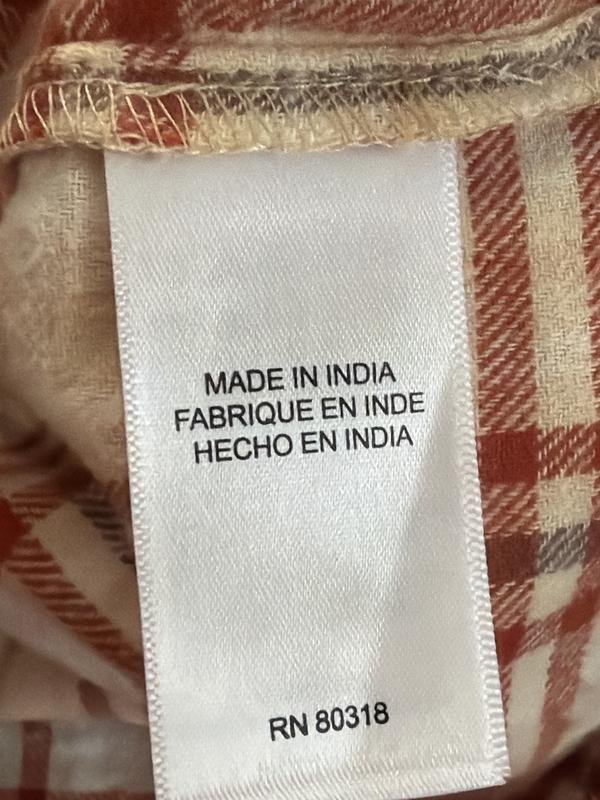 MADE IN INDIA
FABRIQUE EN INDE
HECHO EN INDIA
RN 80318